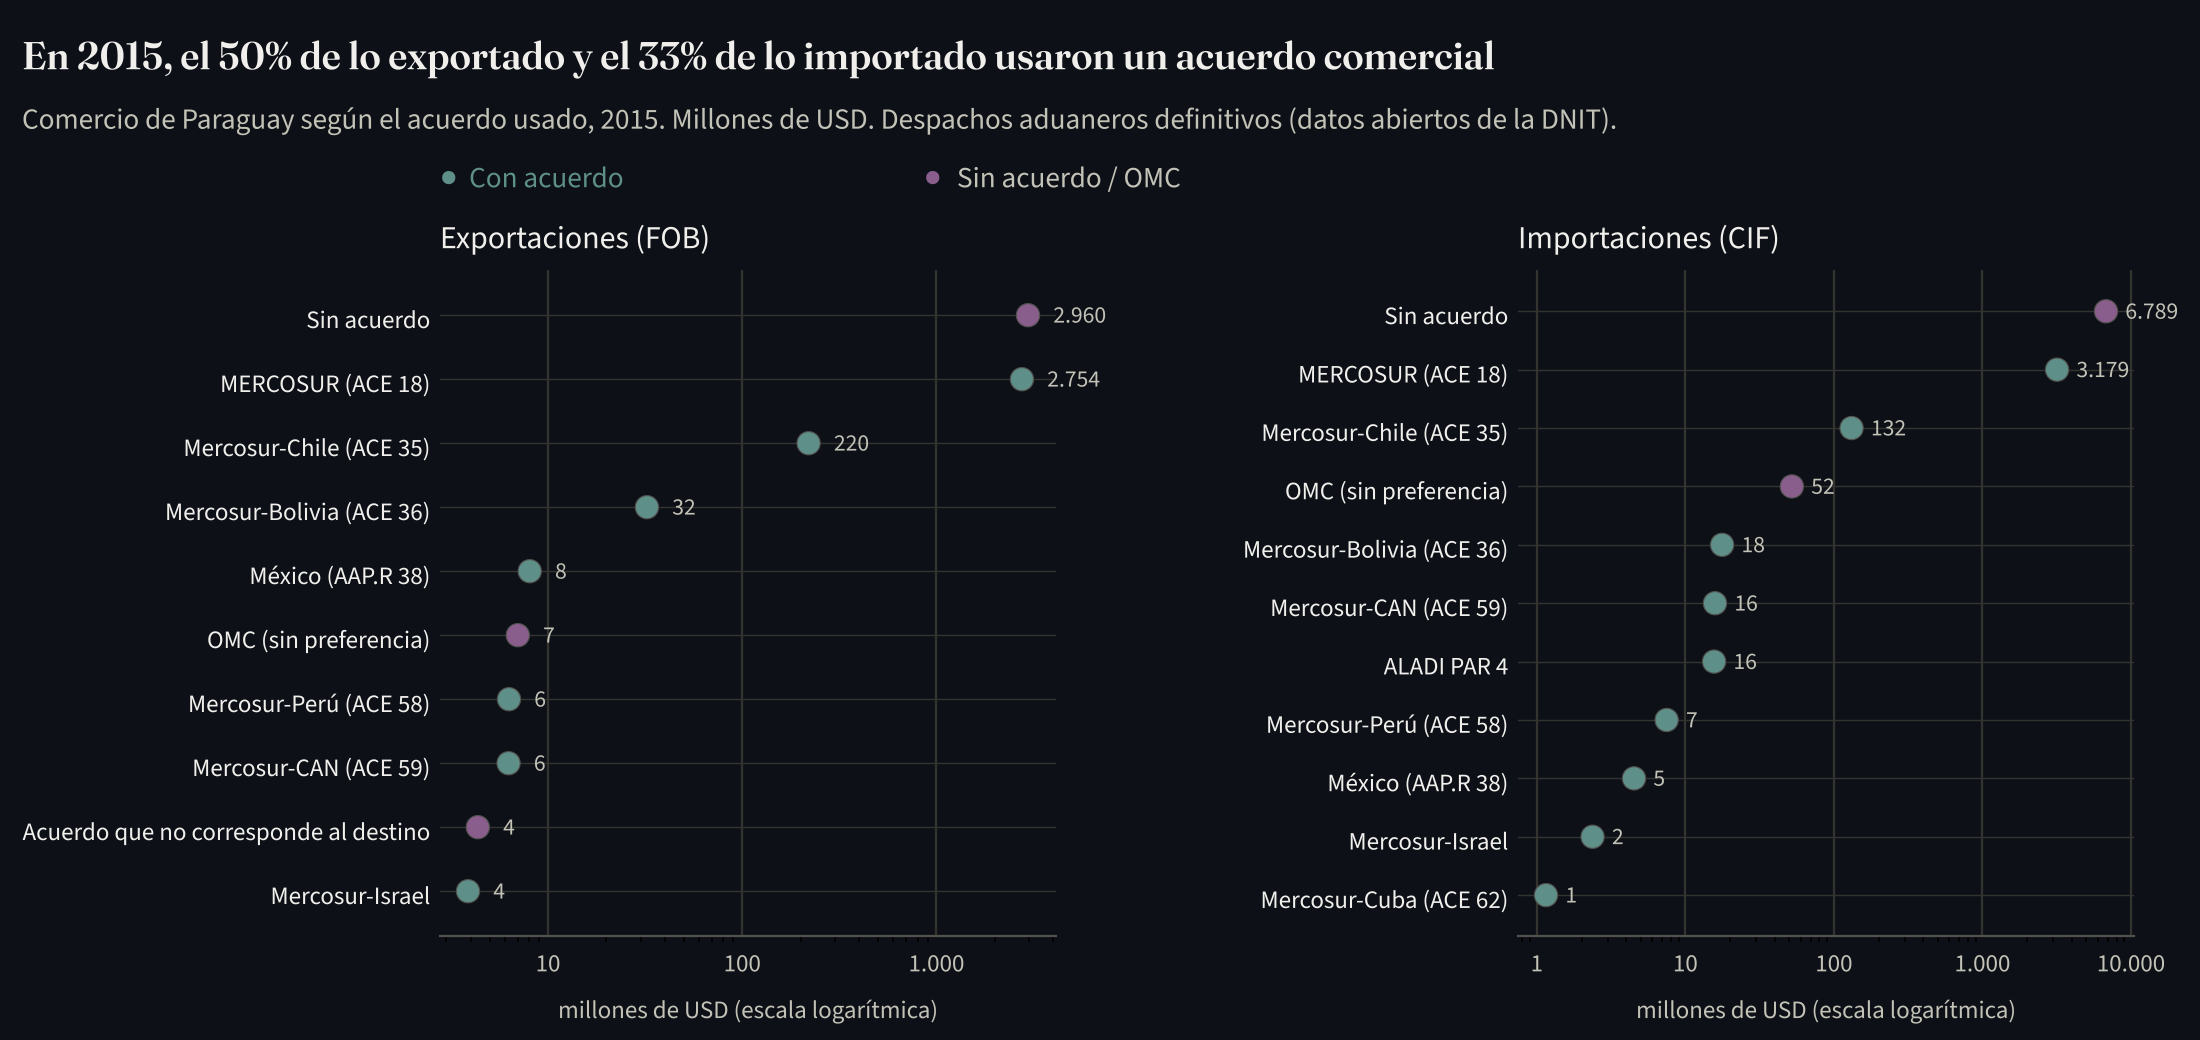 En 2015, el 50% de lo exportado y el 33% de lo importado usaron un acuerdo comercial
Comercio de Paraguay según el acuerdo usado, 2015. Millones de USD. Despachos aduaneros definitivos (datos abiertos de la DNIT).
Con acuerdo
Sin acuerdo / OMC
Exportaciones (FOB)
Sin acuerdo 2.960
MERCOSUR (ACE 18) 2.754
Mercosur-Chile (ACE 35) 220
Mercosur-Bolivia (ACE 36) 32
México (AAP.R 38) 8
OMC (sin preferencia) 7
Mercosur-Perú (ACE 58) 6
Mercosur-CAN (ACE 59) 6
Acuerdo que no corresponde al destino 4
Mercosur-Israel 4
10 100 1.000
millones de USD (escala logarítmica)
Importaciones (CIF)
Sin acuerdo 6.789
MERCOSUR (ACE 18) 3.179
Mercosur-Chile (ACE 35) 132
OMC (sin preferencia) 52
Mercosur-Bolivia (ACE 36) 18
Mercosur-CAN (ACE 59) 16
ALADI PAR 4 16
Mercosur-Perú (ACE 58) 7
México (AAP.R 38) 5
Mercosur-Israel 2
Mercosur-Cuba (ACE 62) 1
1 10 100 1.000 10.000
millones de USD (escala logarítmica)